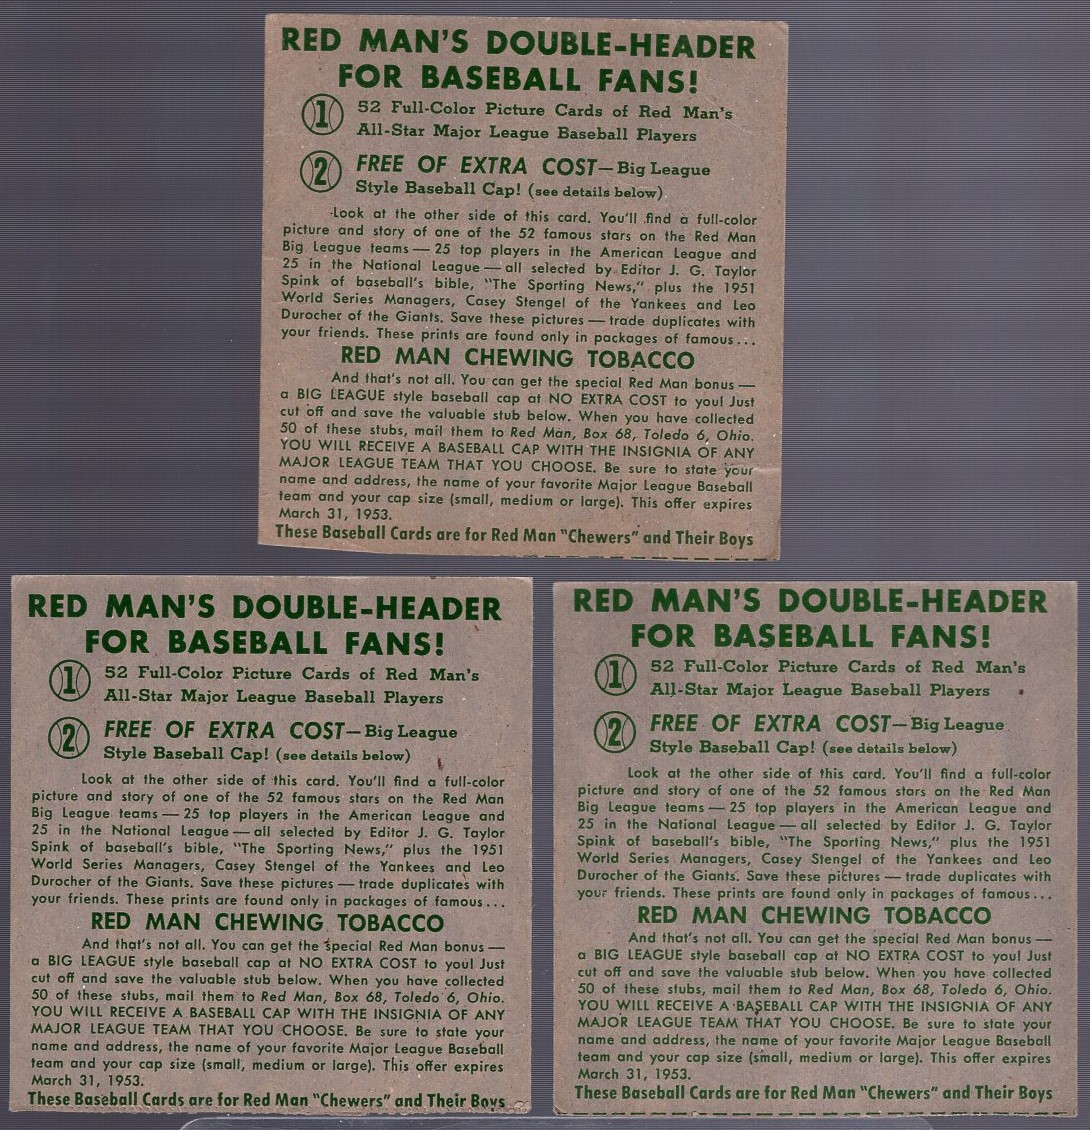 RED MAN'S DOUBLE-HEADER
FOR BASEBALL FANS!
1 52 Full-Color Picture Cards of Red Man's
All-Star Major League Baseball Players
2 FREE OF EXTRA COST—Big League
Style Baseball Cap! (see details below)
Look at the other side of this card. You'll find a full-color
picture and story of one of the 52 famous stars on the Red Man
Big League teams — 25 top players in the American League and
25 in the National League — all selected by Editor J. G. Taylor
Spink of baseball's bible, "The Sporting News," plus the 1951
World Series Managers, Casey Stengel of the Yankees and Leo
Durocher of the Giants. Save these pictures — trade duplicates with
your friends. These prints are found only in packages of famous...
RED MAN CHEWING TOBACCO
And that's not all. You can get the special Red Man bonus —
a BIG LEAGUE style baseball cap at NO EXTRA COST to you! Just
cut off and save the valuable stub below. When you have collected
50 of these stubs, mail them to Red Man, Box 68, Toledo 6, Ohio.
YOU WILL RECEIVE A BASEBALL CAP WITH THE INSIGNIA OF ANY
MAJOR LEAGUE TEAM THAT YOU CHOOSE. Be sure to state your
name and address, the name of your favorite Major League Baseball
team and your cap size (small, medium or large). This offer expires
March 31, 1953.
These Baseball Cards are for Red Man "Chewers" and Their Boys
RED MAN'S DOUBLE-HEADER
FOR BASEBALL FANS!
1 52 Full-Color Picture Cards of Red Man's
All-Star Major League Baseball Players
2 FREE OF EXTRA COST—Big League
Style Baseball Cap! (see details below)
Look at the other side of this card. You'll find a full-color
picture and story of one of the 52 famous stars on the Red Man
Big League teams — 25 top players in the American League and
25 in the National League — all selected by Editor J. G. Taylor
Spink of baseball's bible, "The Sporting News," plus the 1951
World Series Managers, Casey Stengel of the Yankees and Leo
Durocher of the Giants. Save these pictures — trade duplicates with
your friends. These prints are found only in packages of famous...
RED MAN CHEWING TOBACCO
And that's not all. You can get the special Red Man bonus —
a BIG LEAGUE style baseball cap at NO EXTRA COST to you! Just
cut off and save the valuable stub below. When you have collected
50 of these stubs, mail them to Red Man, Box 68, Toledo 6, Ohio.
YOU WILL RECEIVE A BASEBALL CAP WITH THE INSIGNIA OF ANY
MAJOR LEAGUE TEAM THAT YOU CHOOSE. Be sure to state your
name and address, the name of your favorite Major League Baseball
team and your cap size (small, medium or large). This offer expires
March 31, 1953.
These Baseball Cards are for Red Man "Chewers" and Their Boys
RED MAN'S DOUBLE-HEADER
FOR BASEBALL FANS!
1 52 Full-Color Picture Cards of Red Man's
All-Star Major League Baseball Players
2 FREE OF EXTRA COST—Big League
Style Baseball Cap! (see details below)
Look at the other side of this card. You'll find a full-color
picture and story of one of the 52 famous stars on the Red Man
Big League teams — 25 top players in the American League and
25 in the National League — all selected by Editor J. G. Taylor
Spink of baseball's bible, "The Sporting News," plus the 1951
World Series Managers, Casey Stengel of the Yankees and Leo
Durocher of the Giants. Save these pictures — trade duplicates with
your friends. These prints are found only in packages of famous...
RED MAN CHEWING TOBACCO
And that's not all. You can get the special Red Man bonus —
a BIG LEAGUE style baseball cap at NO EXTRA COST to you! Just
cut off and save the valuable stub below. When you have collected
50 of these stubs, mail them to Red Man, Box 68, Toledo 6, Ohio.
YOU WILL RECEIVE A BASEBALL CAP WITH THE INSIGNIA OF ANY
MAJOR LEAGUE TEAM THAT YOU CHOOSE. Be sure to state your
name and address, the name of your favorite Major League Baseball
team and your cap size (small, medium or large). This offer expires
March 31, 1953.
These Baseball Cards are for Red Man "Chewers" and Their Boys